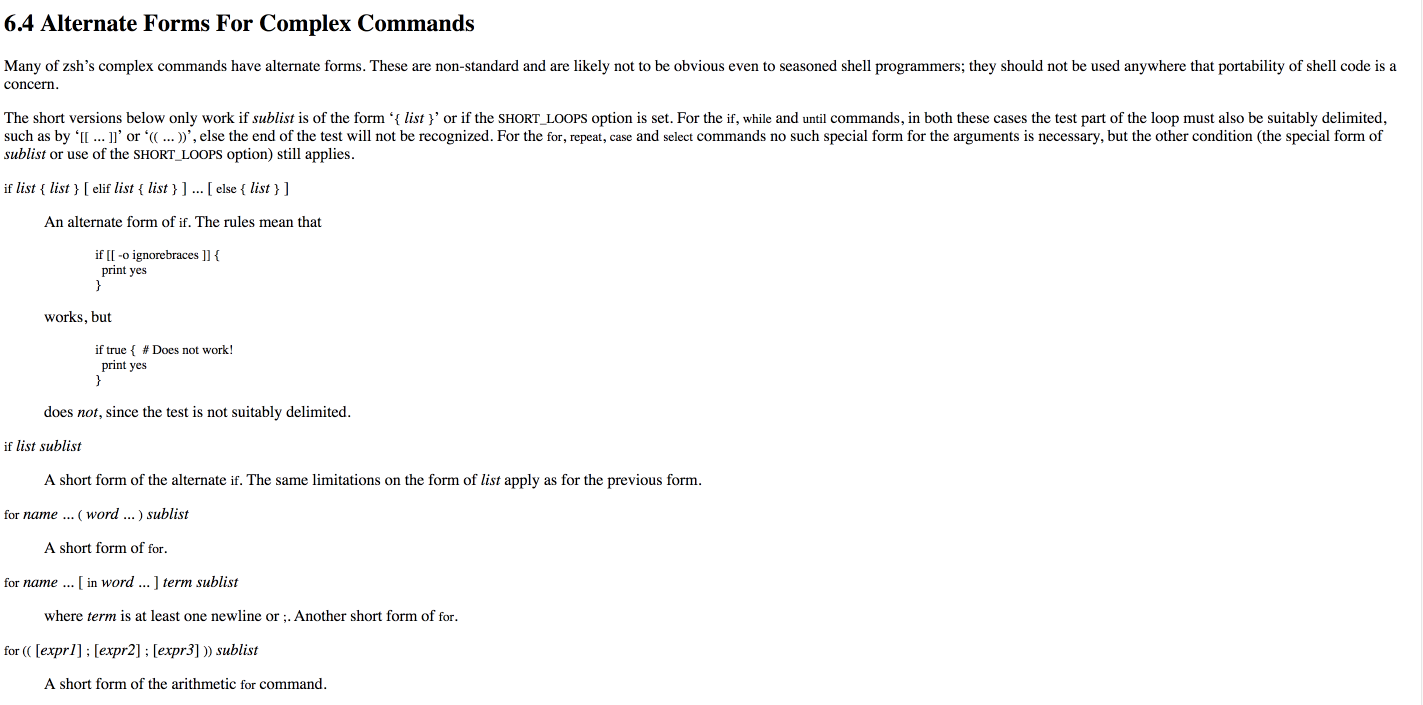 6.4 Alternate Forms For Complex Commands
Many of zsh’s complex commands have alternate forms. These are non-standard and are likely not to be obvious even to seasoned shell programmers; they should not be used anywhere that portability of shell code is a
concern.
The short versions below only work if sublist is of the form ‘{ list }’ or if the SHORT_LOOPS option is set. For the if, while and until commands, in both these cases the test part of the loop must also be suitably delimited,
such as by ‘[[ ... ]]’ or ‘(( ... ))’, else the end of the test will not be recognized. For the for, repeat, case and select commands no such special form for the arguments is necessary, but the other condition (the special form of
sublist or use of the SHORT_LOOPS option) still applies.
if list { list } [ elif list { list } ] ... [ else { list } ]
An alternate form of if. The rules mean that
if [[ -o ignorebraces ]] {
print yes
}
works, but
if true { # Does not work!
print yes
}
does not, since the test is not suitably delimited.
if list sublist
A short form of the alternate if. The same limitations on the form of list apply as for the previous form.
for name ... ( word ... ) sublist
A short form of for.
for name ... [ in word ... ] term sublist
where term is at least one newline or ;. Another short form of for.
for (( [expr1] ; [expr2] ; [expr3] )) sublist
A short form of the arithmetic for command.